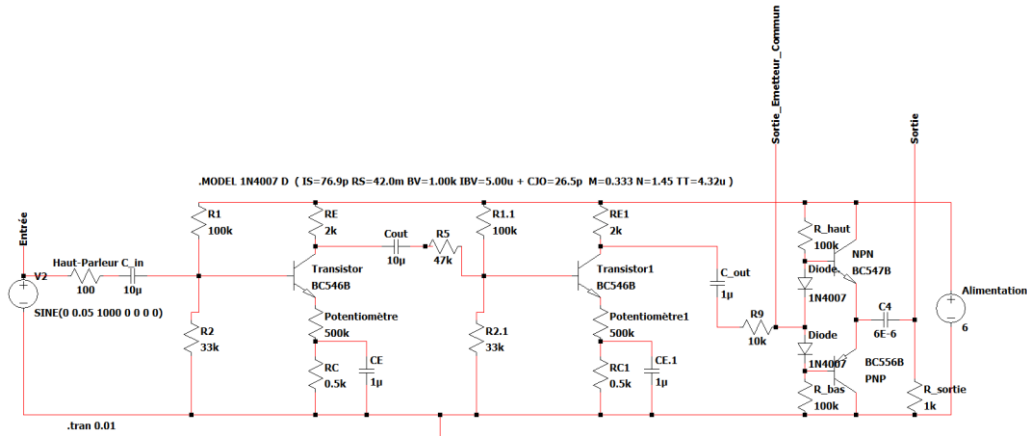 Sortie_Emetteur_Commun
Sortie
Entrée
.MODEL 1N4007 D ( IS=76.9p RS=42.0m BV=1.00k IBV=5.00u + CJO=26.5p M=0.333 N=1.45 TT=4.32u )
R1
100k
RE
2k
Cout
10µ
R5
47k
R1.1
100k
RE1
2k
R_haut
100k
NPN
BC547B
Diode
1N4007
V2
Haut-Parleur
100
C_in
10µ
SINE(0 0.05 1000 0 0 0 0)
Transistor
BC546B
Transistor1
BC546B
C_out
1µ
Alimentation
6
C4
6E-6
R2
33k
Potentiomètre
500k
R2.1
33k
Potentiomètre1
500k
R9
10k
Diode
1N4007
BC556B
PNP
RC
0.5k
CE
1µ
RC1
0.5k
CE.1
1µ
R_bas
100k
R_sortie
1k
.tran 0.01